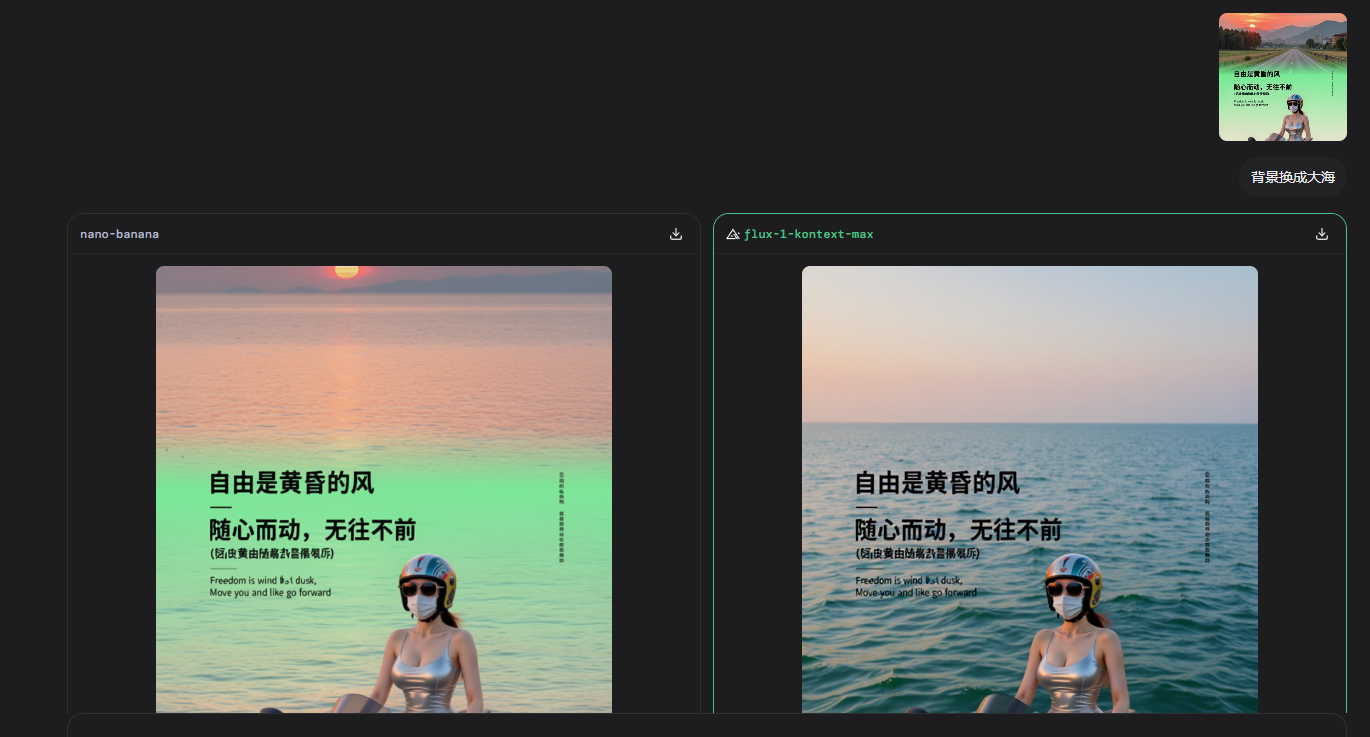 自由是黄昏的风
随心而动，无往不前
背景换成大海
nano-banana
flux-1-kontext-max
自由是黄昏的风
随心而动，无往不前
Freedom is wind dusk,
Move you and like go forward
自由是黄昏的风
随心而动，无往不前
Freedom is wind dusk,
Move you and like go forward